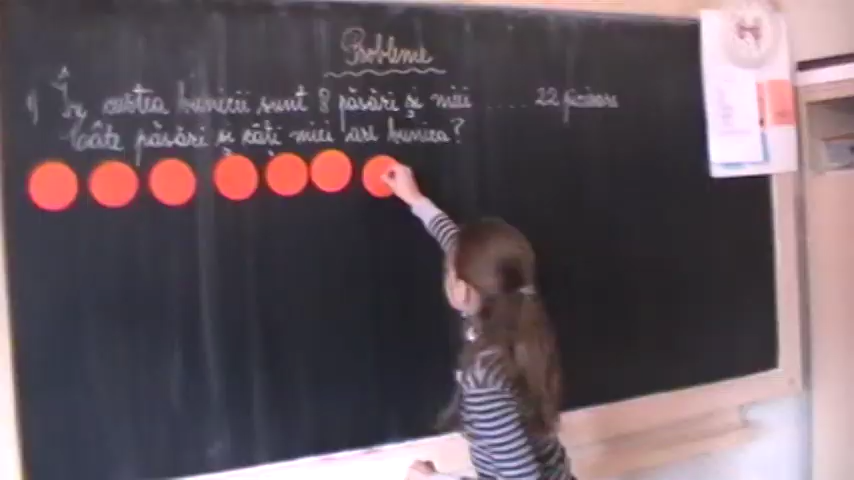 Probleme
1) În curtea bunicii sunt 8 păsări și miei .... 22 picioare
Câte păsări și câți miei are bunica?